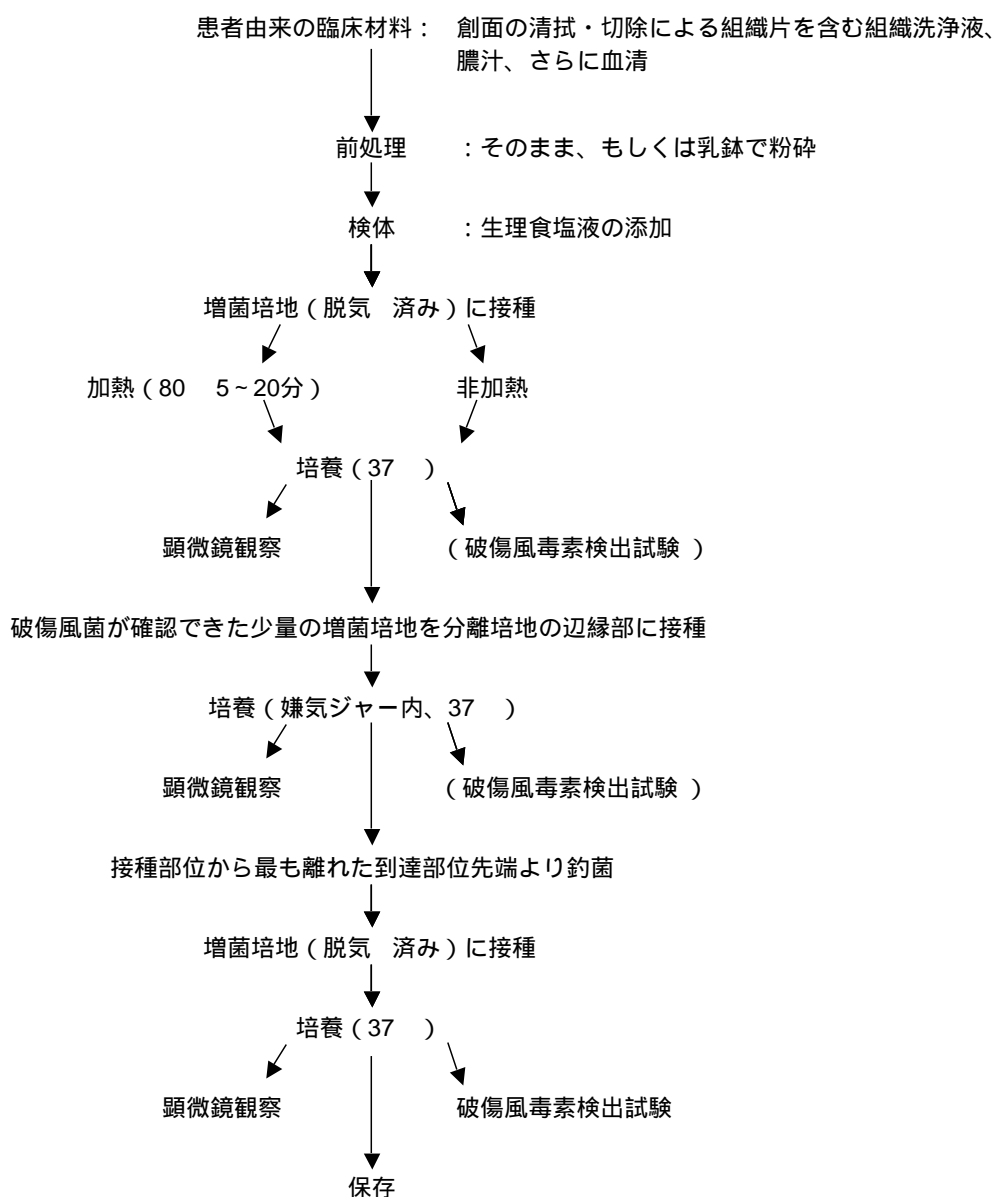 患者由来の臨床材料： 創面の清拭・切除による組織片を含む組織洗浄液、
膿汁、さらに血清
前処理 ：そのまま、もしくは乳鉢で粉砕
検体 ：生理食塩液の添加
増菌培地（脱気 済み）に接種
加熱（80 5~20分） 非加熱
培養（37 ）
顕微鏡観察 （破傷風毒素検出試験 ）
破傷風菌が確認できた少量の増菌培地を分離培地の辺縁部に接種
培養（嫌気ジャー内、37 ）
顕微鏡観察 （破傷風毒素検出試験 ）
接種部位から最も離れた到達部位先端より釣菌
増菌培地（脱気 済み）に接種
培養（37 ）
顕微鏡観察 破傷風毒素検出試験
保存